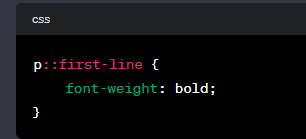 css
p::first-line {
    font-weight: bold;
}